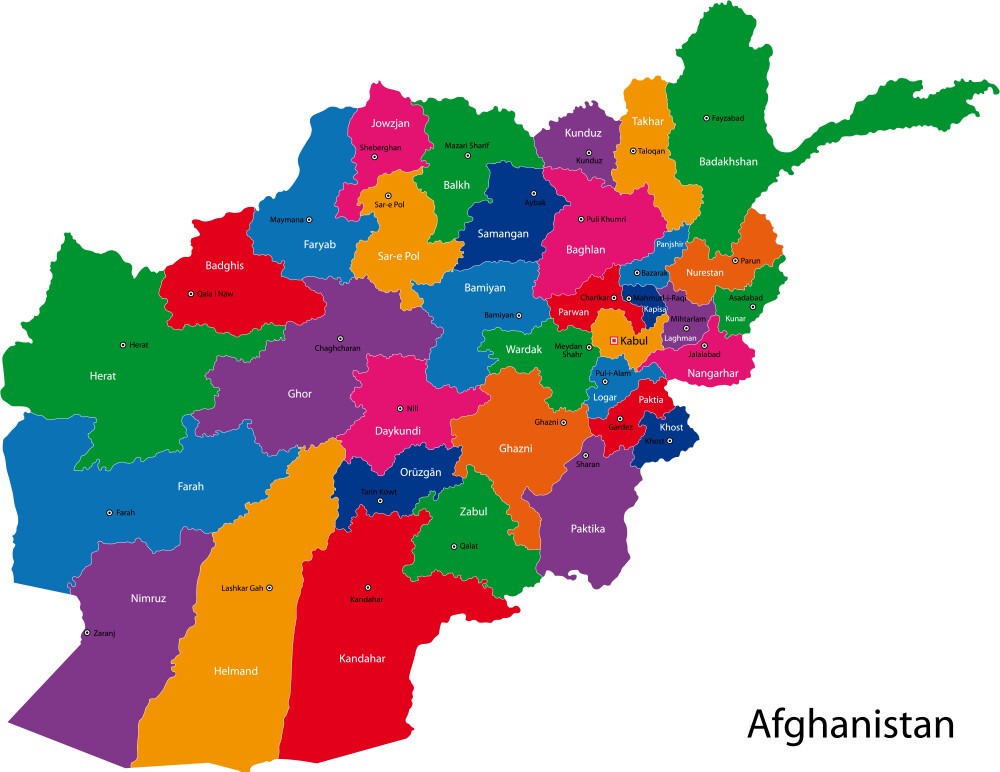 Jowzjan
Sheberghan
Mazari Sharif
Balkh
Kunduz
Kunduz
Takhar
Taloqan
Fayzabad
Badakhshan
Sar-e Pol
Sar-e Pol
Maymana
Faryab
Aybak
Samangan
Puli Khumri
Baghlan
Panjshir
Bazarak
Parun
Nurestan
Badghis
Qala i Naw
Bamiyan
Bamiyan
Charikar
Parwan
Mahmud-i-Raqi
Kapisa
Asadabad
Kunar
Mihtarlam
Laghman
Jalalabad
Nangarhar
Herat
Herat
Chaghcharan
Ghor
Wardak
Meydan
Shahr
Kabul
Pul-i-Alam
Logar
Paktia
Gardez
Khost
Khost
Nili
Daykundi
Ghazni
Ghazni
Sharan
Paktika
Farah
Farah
Orūzgān
Tarin Kowt
Zabul
Qalat
Nimruz
Zaranj
Lashkar Gah
Helmand
Kandahar
Kandahar
Afghanistan